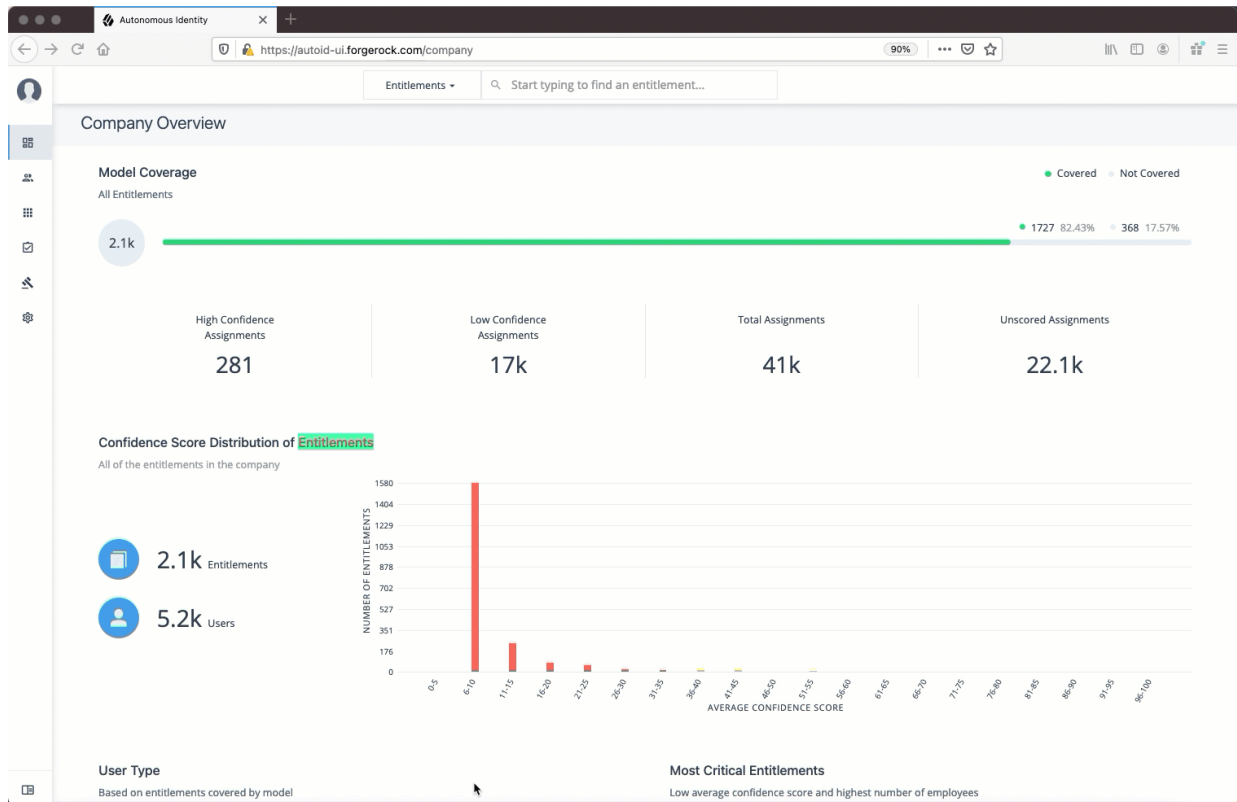 Autonomous Identity
https://autoid-ui.forgerock.com/company
90%
Entitlements
Start typing to find an entitlement...
Company Overview
Model Coverage
Covered
Not Covered
All Entitlements
2.1k
1727 82.43%
368 17.57%
High Confidence
Assignments
281
Low Confidence
Assignments
17k
Total Assignments
41k
Unscored Assignments
22.1k
Confidence Score Distribution of Entitlements
All of the entitlements in the company
2.1k Entitlements
5.2k Users
NUMBER OF ENTITLEMENTS
1580
1404
1229
1053
878
702
527
351
176
0
0-5
6-10
11-15
16-20
21-25
26-30
31-35
36-40
41-45
46-50
51-55
56-60
61-65
66-70
71-75
76-80
81-85
86-90
91-95
96-100
AVERAGE CONFIDENCE SCORE
User Type
Based on entitlements covered by model
Most Critical Entitlements
Low average confidence score and highest number of employees